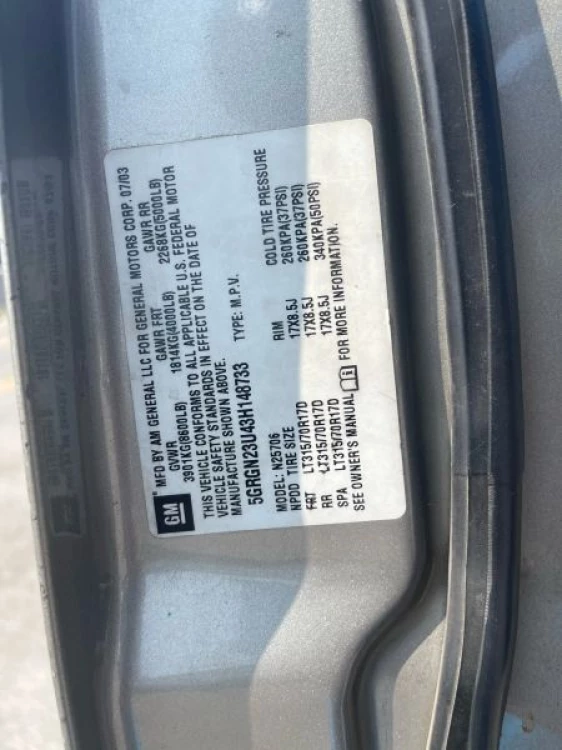 GM
MFD BY AM GENERAL LLC FOR GENERAL MOTORS CORP. 07/03
GVWR GAWR FRT GAWR RR
3901KG(8600LB) 1814KG(4000LB) 2268KG(5000LB)
THIS VEHICLE CONFORMS TO ALL APPLICABLE U.S. FEDERAL MOTOR
VEHICLE SAFETY STANDARDS IN EFFECT ON THE DATE OF
MANUFACTURE SHOWN ABOVE.
5GRGN23U43H148733 TYPE: M.P.V.
MODEL: N25706
NPDD TIRE SIZE RIM COLD TIRE PRESSURE
FRT LT315/70R17D 17X8.5J 260KPA(37PSI)
RR LT315/70R17D 17X8.5J 260KPA(37PSI)
SPA LT315/70R17D 17X8.5J 340KPA(50PSI)
SEE OWNER'S MANUAL FOR MORE INFORMATION.